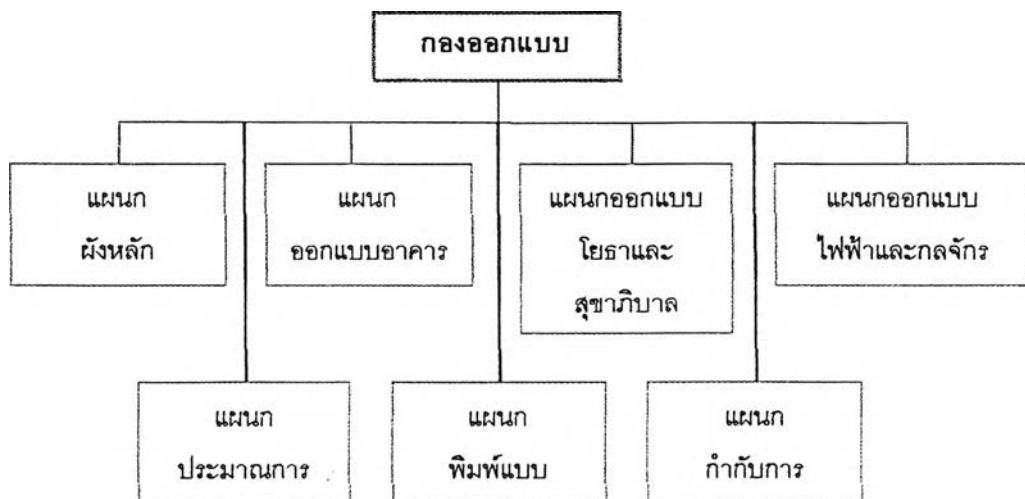 กองออกแบบ
แผนก
ผังหลัก
แผนก
ออกแบบอาคาร
แผนกออกแบบ
โยธาและ
สุขาภิบาล
แผนกออกแบบ
ไฟฟ้าและกลจักร
แผนก
ประมาณการ
แผนก
พิมพ์แบบ
แผนก
กำกับการ